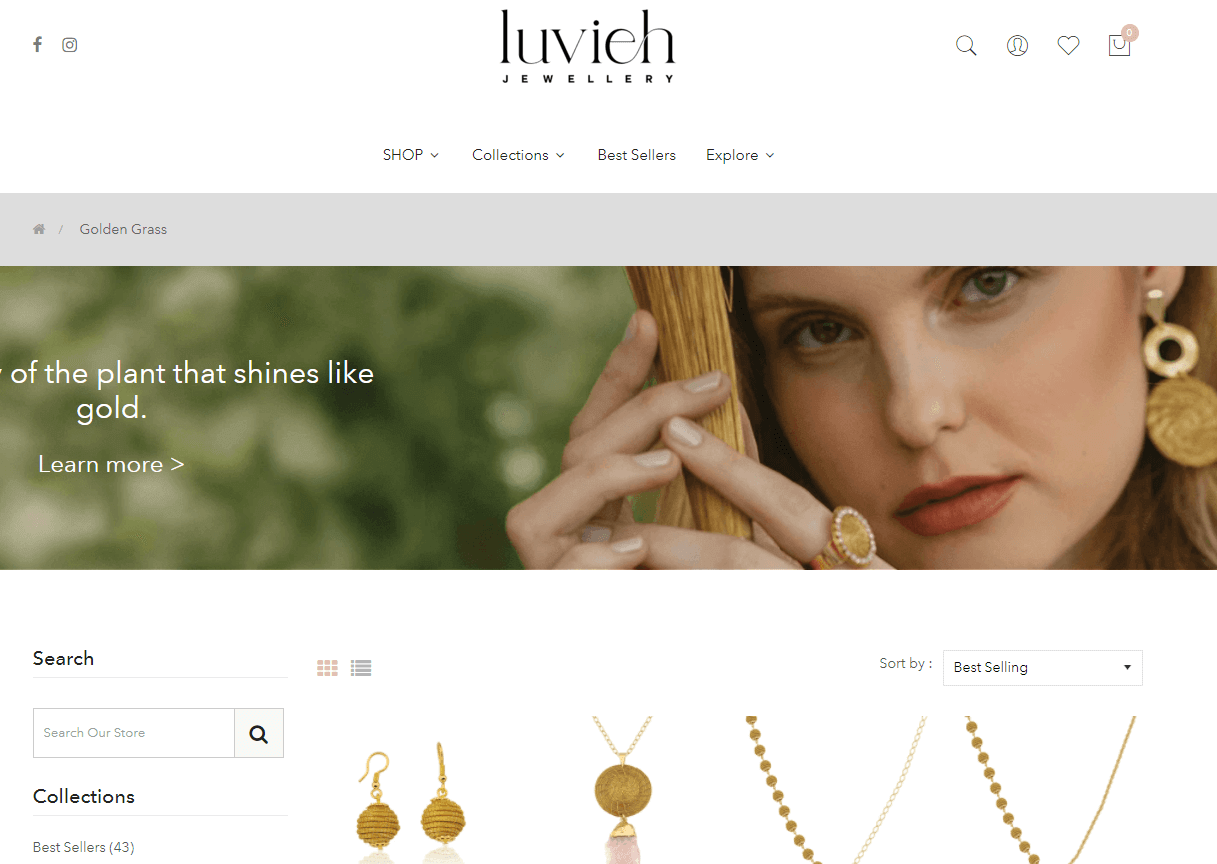 luvieh
JEWELLERY
0
SHOP
Collections
Best Sellers
Explore
/
Golden Grass
of the plant that shines like
gold.
Learn more >
Search
Sort by :
Best Selling
Search Our Store
Collections
Best Sellers (43)